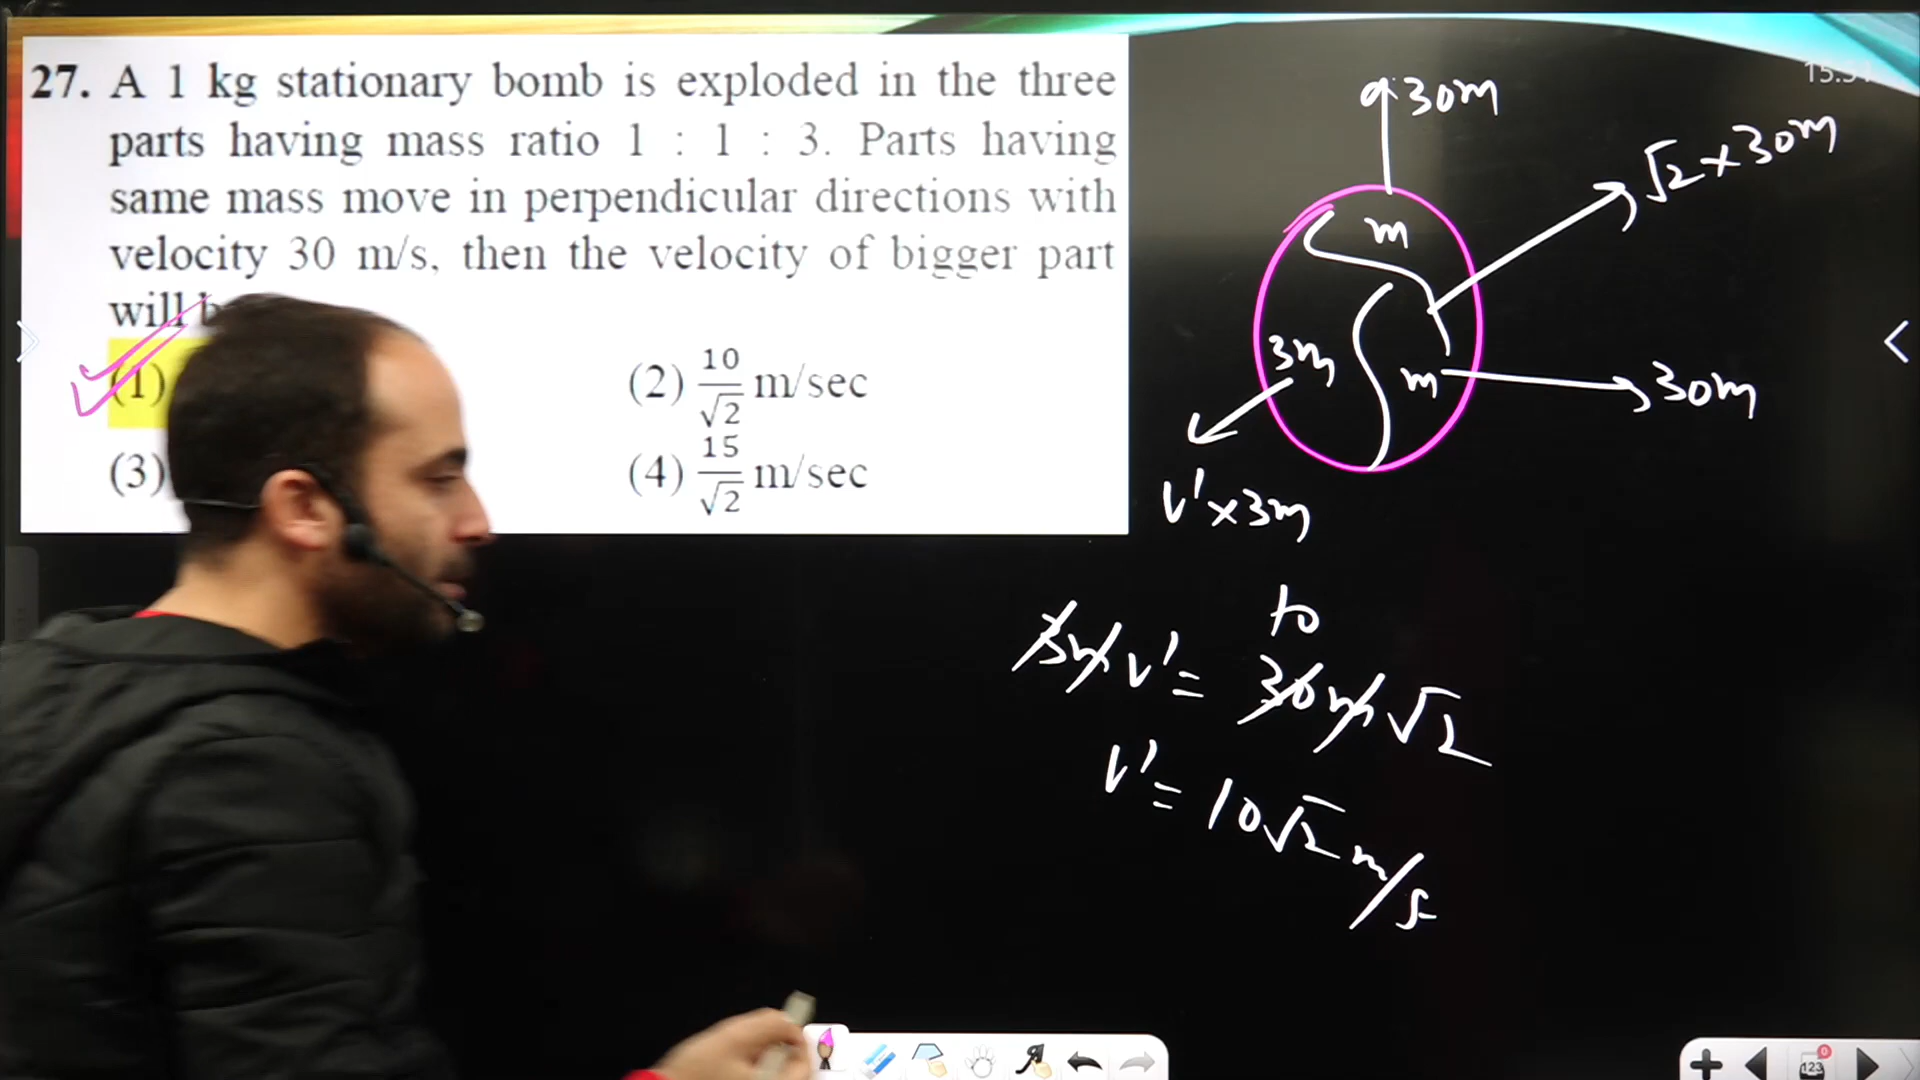 27. A 1 kg stationary bomb is exploded in the three
parts having mass ratio 1 : 1 : 3. Parts having
same mass move in perpendicular directions with
velocity 30 m/s, then the velocity of bigger part
will
(1)
(2) 10/√2 m/sec
(3)
(4) 15/√2 m/sec
30m
√2 × 30m
m
3m
m
30m
v' × 3m
10
3m v' = 30m √2
v' = 10√2 m/s
123
0